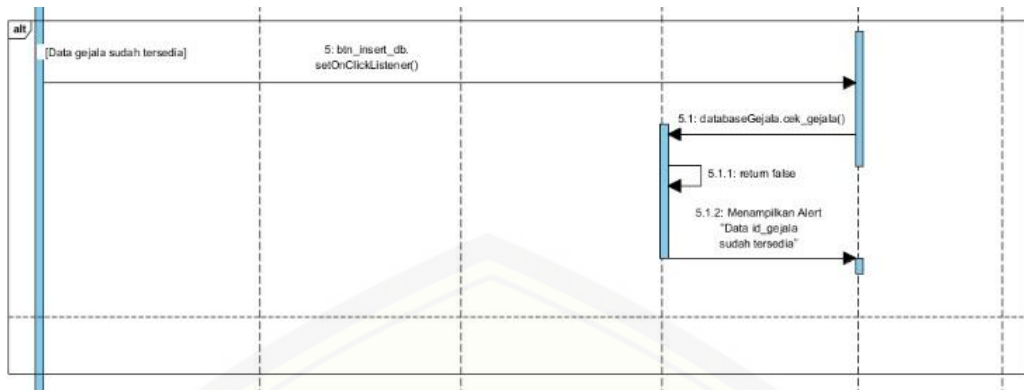 alt
[Data gejala sudah tersedia]
5: btn_insert_db.
setOnClickListener()
5.1: databaseGejala.cek_gejala()
5.1.1: return false
5.1.2: Menampilkan Alert
"Data id_gejala
sudah tersedia"